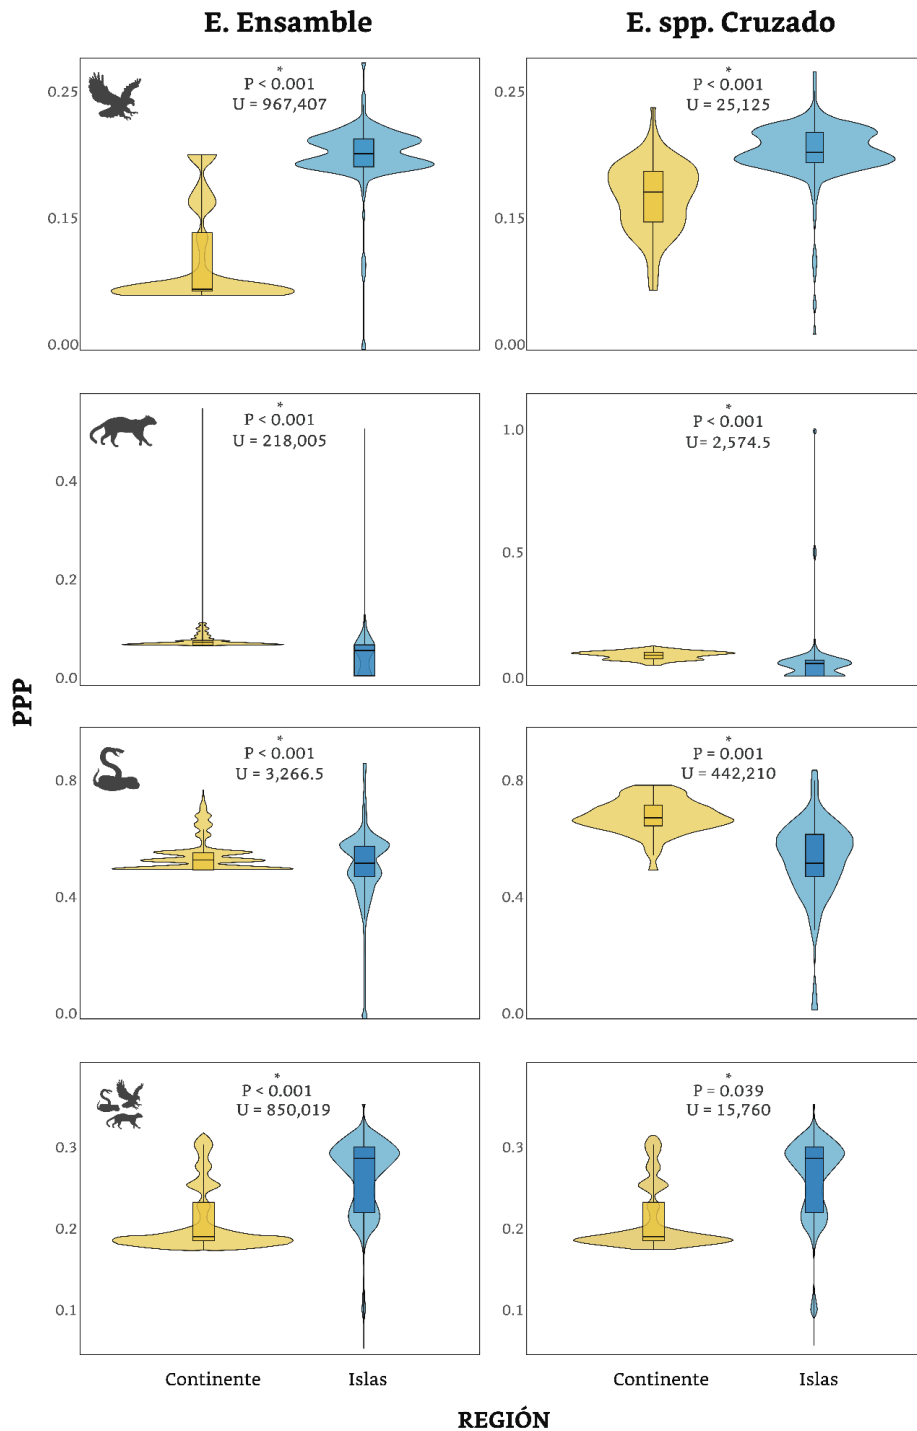 E. Ensamble
E. spp. Cruzado
*
P < 0.001
U = 967,407
0.25
0.15
0.00
*
P < 0.001
U = 25,125
0.25
0.15
0.00
*
P < 0.001
U = 218,005
0.4
0.2
0.0
*
P < 0.001
U= 2,574.5
1.0
0.5
0.0
*
P < 0.001
U = 3,266.5
0.8
0.4
0.0
*
P = 0.001
U = 442,210
0.8
0.4
0.0
*
P < 0.001
U = 850,019
0.3
0.2
0.1
*
P = 0.039
U = 15,760
0.3
0.2
0.1
PPP
Continente
Islas
Continente
Islas
REGIÓN